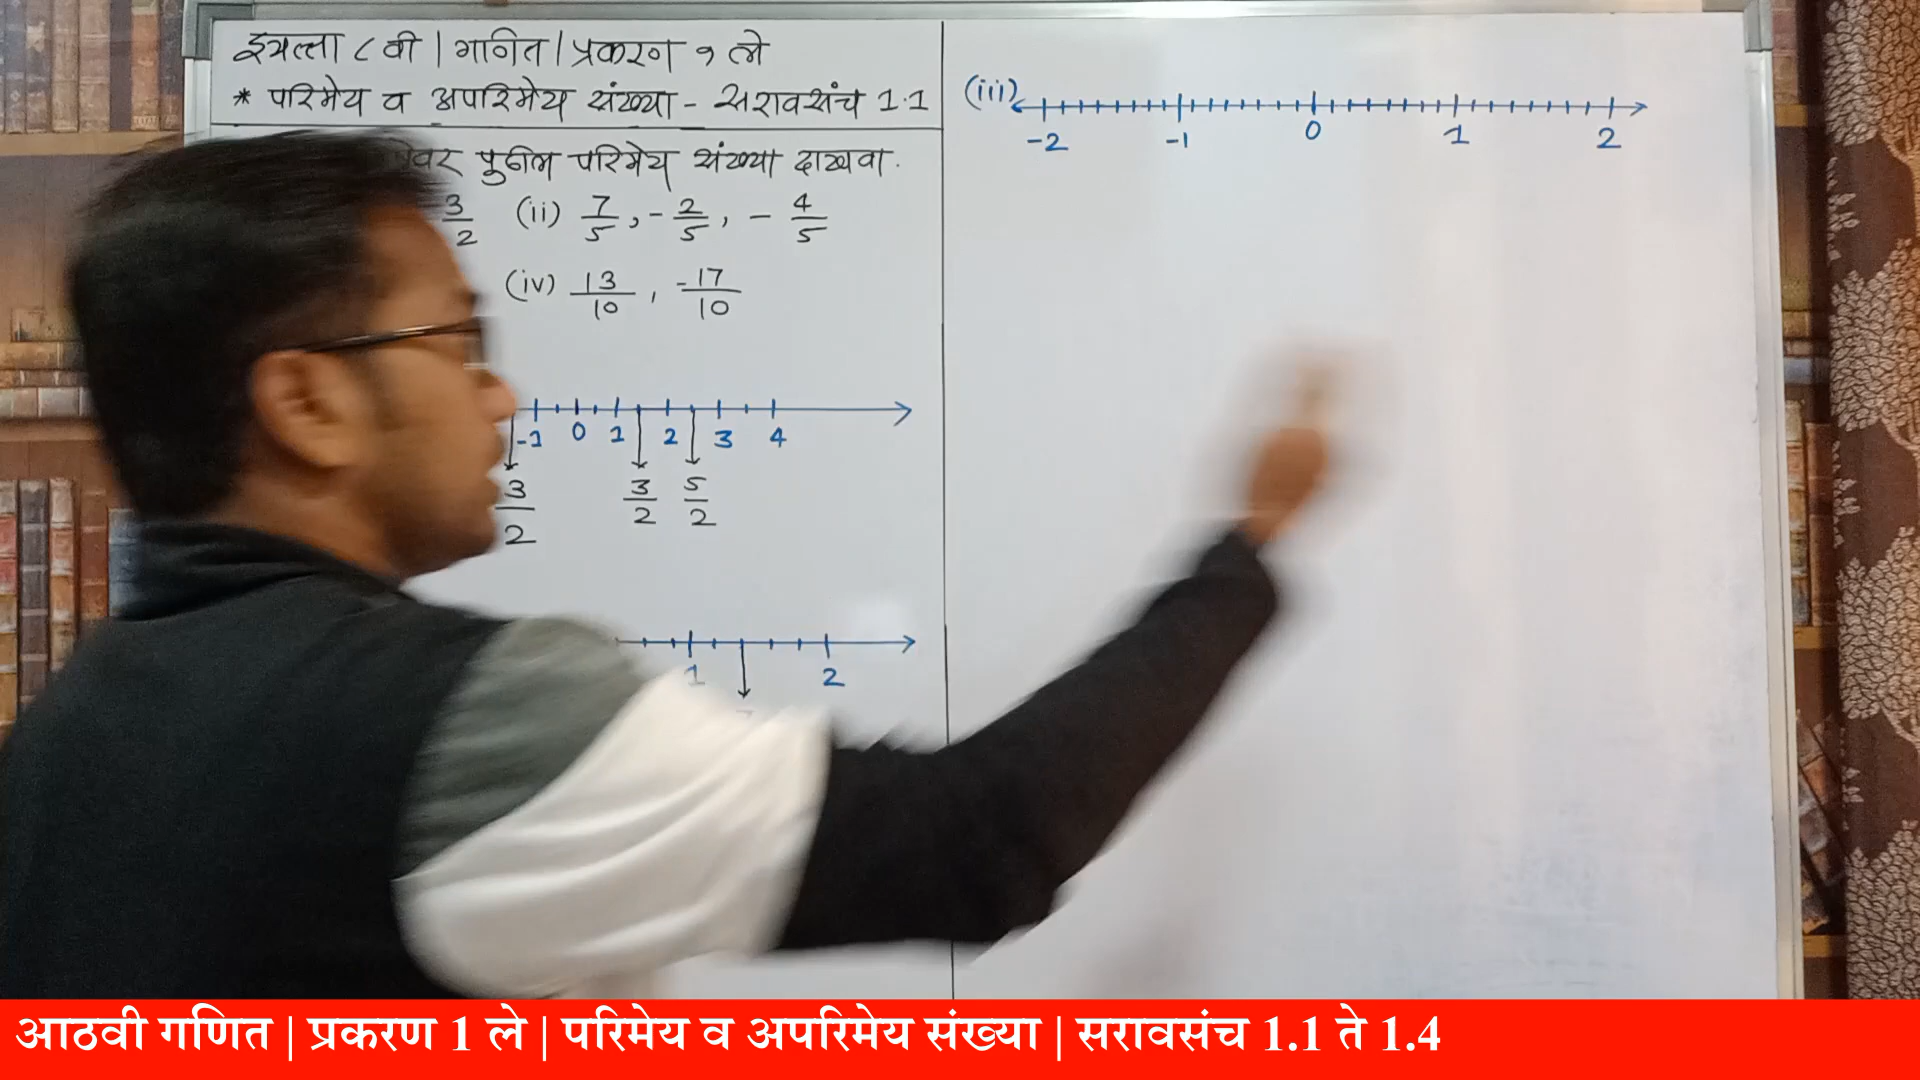 इयत्ता ८ वी | गणित | प्रकरण १ ले
* परिमेय व अपरिमेय संख्या - सरावसंच 1.1
पुढील परिमेय संख्या दाखवा.
3/2 (ii) 7/5, -2/5, -4/5
(iv) 13/10, -17/10
-1 0 1 2 3 4
3/2 3/2 5/2
1 2
(iii)
-2 -1 0 1 2
आठवी गणित | प्रकरण 1 ले | परिमेय व अपरिमेय संख्या | सरावसंच 1.1 ते 1.4